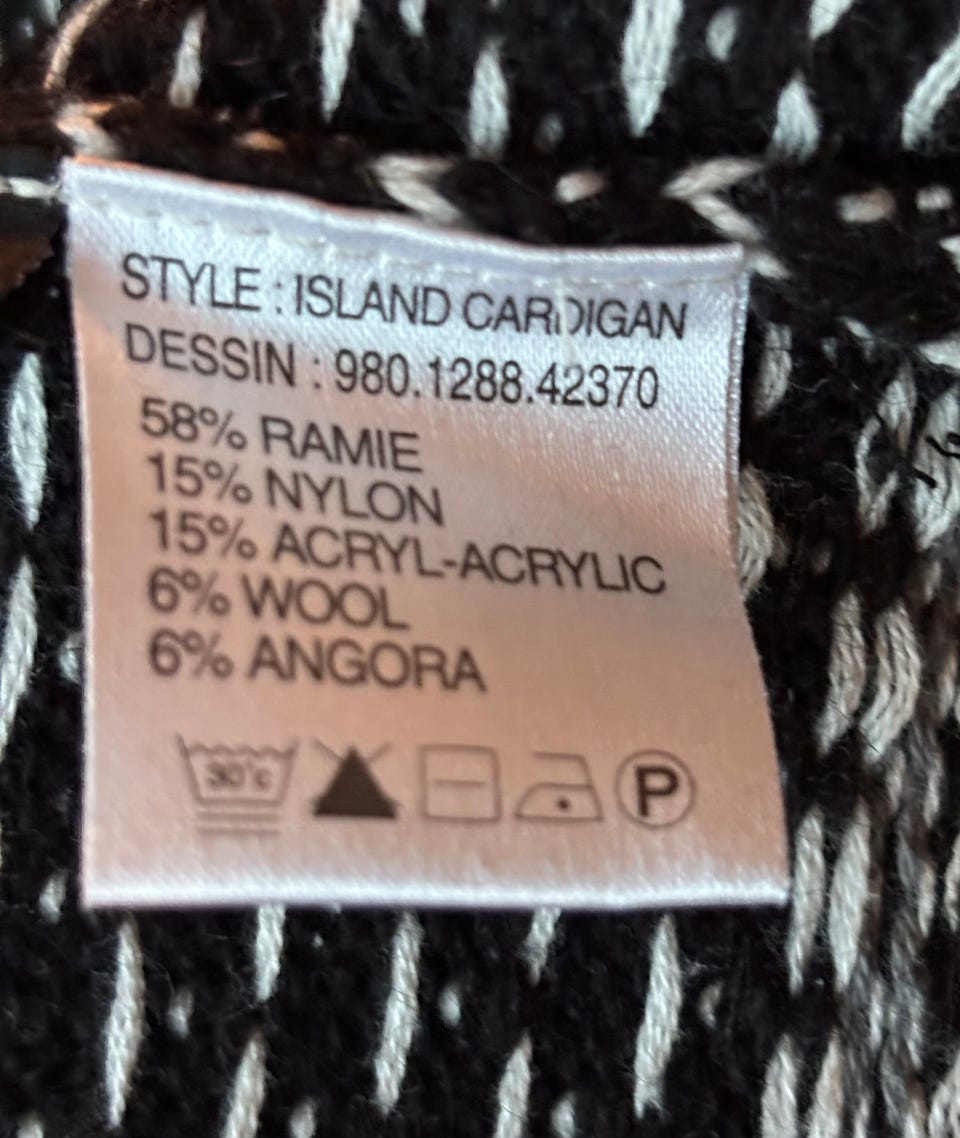 STYLE : ISLAND CARDIGAN
DESSIN : 980.1288.42370
58% RAMIE
15% NYLON
15% ACRYL-ACRYLIC
6% WOOL
6% ANGORA
30°c P